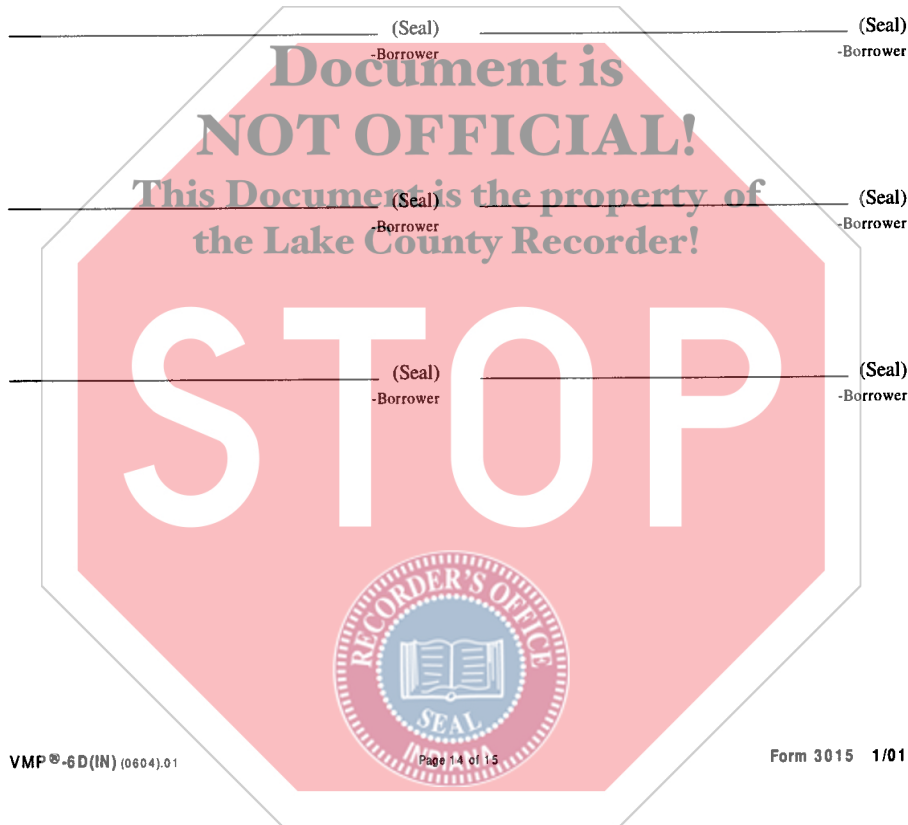 (Seal) (Seal)
-Borrower -Borrower
Document is
NOT OFFICIAL!
This Document is the property of
(Seal) (Seal)
-Borrower -Borrower
the Lake County Recorder!
STOP
(Seal) (Seal)
-Borrower -Borrower
RECORDER'S OFFICE
SEAL
INDIANA
VMP®-6D(IN) (0604).01 Page 14 of 15 Form 3015 1/01